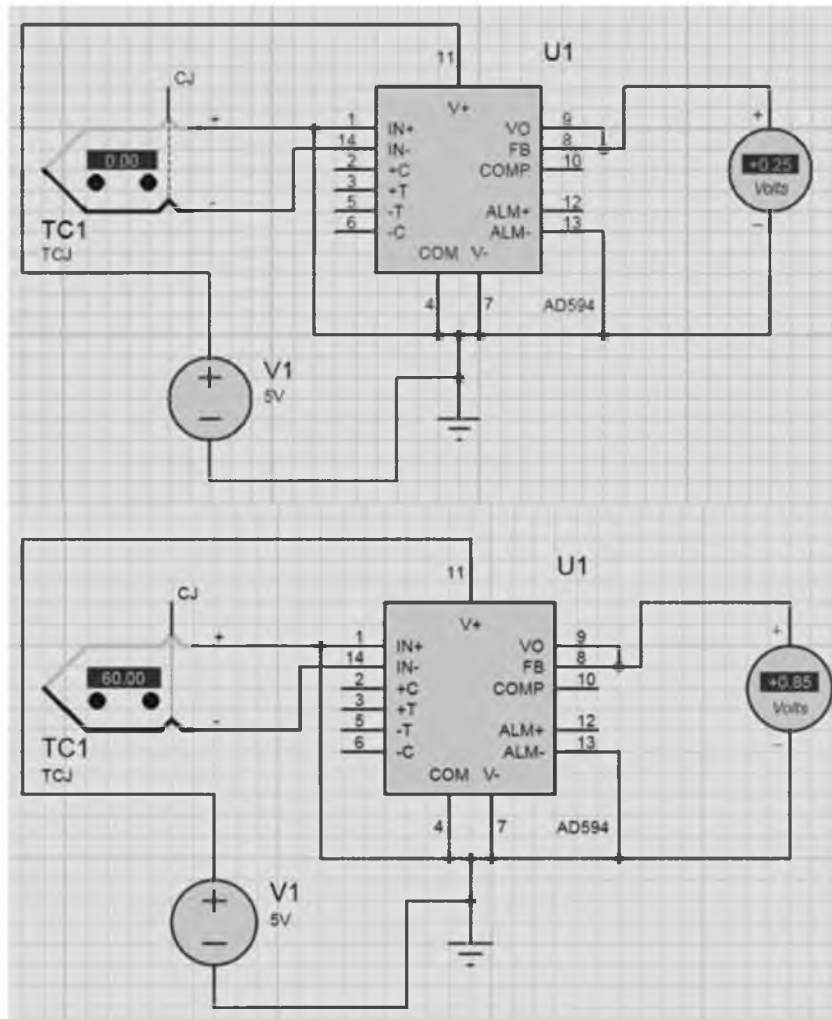 11
U1
CJ
V+
+
1
IN+
VO
9
+
14
IN-
FB
8
0.00
2
+C
COMP
10
+0.25
3
+T
Volts
5
-T
ALM+
12
-
6
-C
ALM-
13
−
TC1
TCJ
COM V-
4
7
AD594
V1
5V
11
U1
CJ
V+
+
1
IN+
VO
9
+
14
IN-
FB
8
60.00
2
+C
COMP
10
+0.85
3
+T
Volts
5
-T
ALM+
12
-
6
-C
ALM-
13
−
TC1
TCJ
COM V-
4
7
AD594
V1
5V